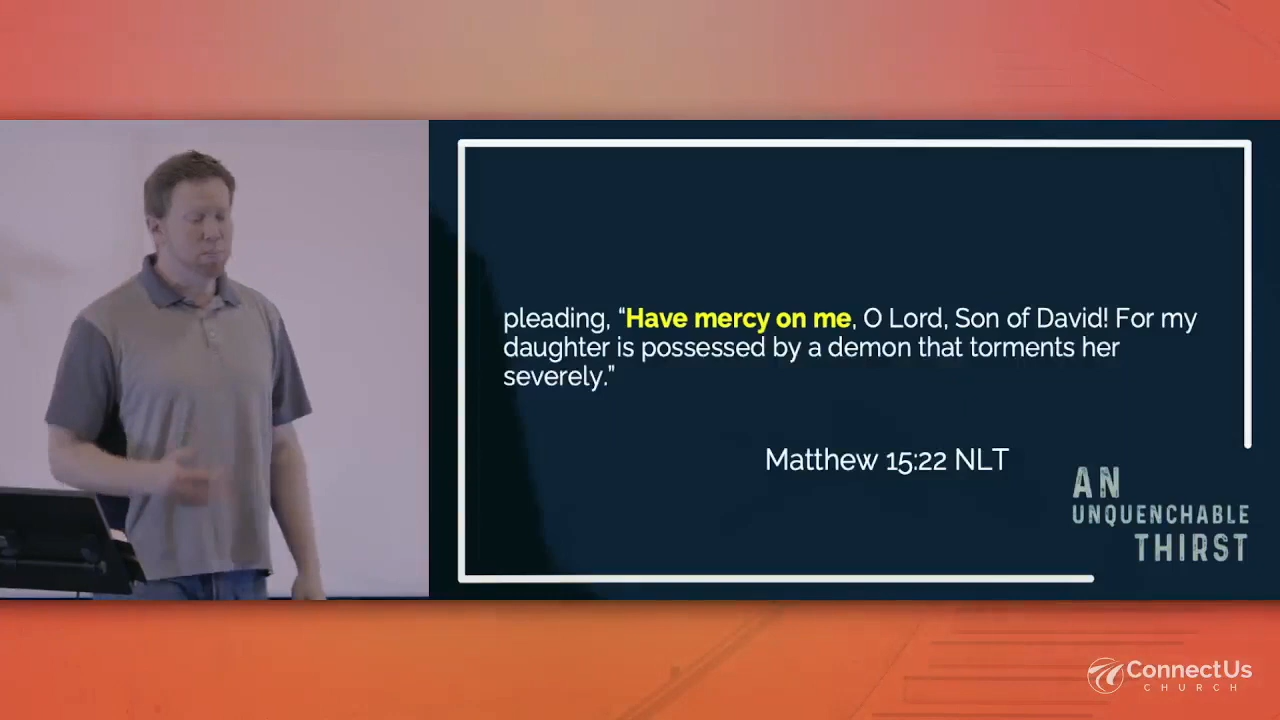 pleading, “Have mercy on me, O Lord, Son of David! For my
daughter is possessed by a demon that torments her
severely.”
Matthew 15:22 NLT
AN
UNQUENCHABLE
THIRST
ConnectUs
CHURCH